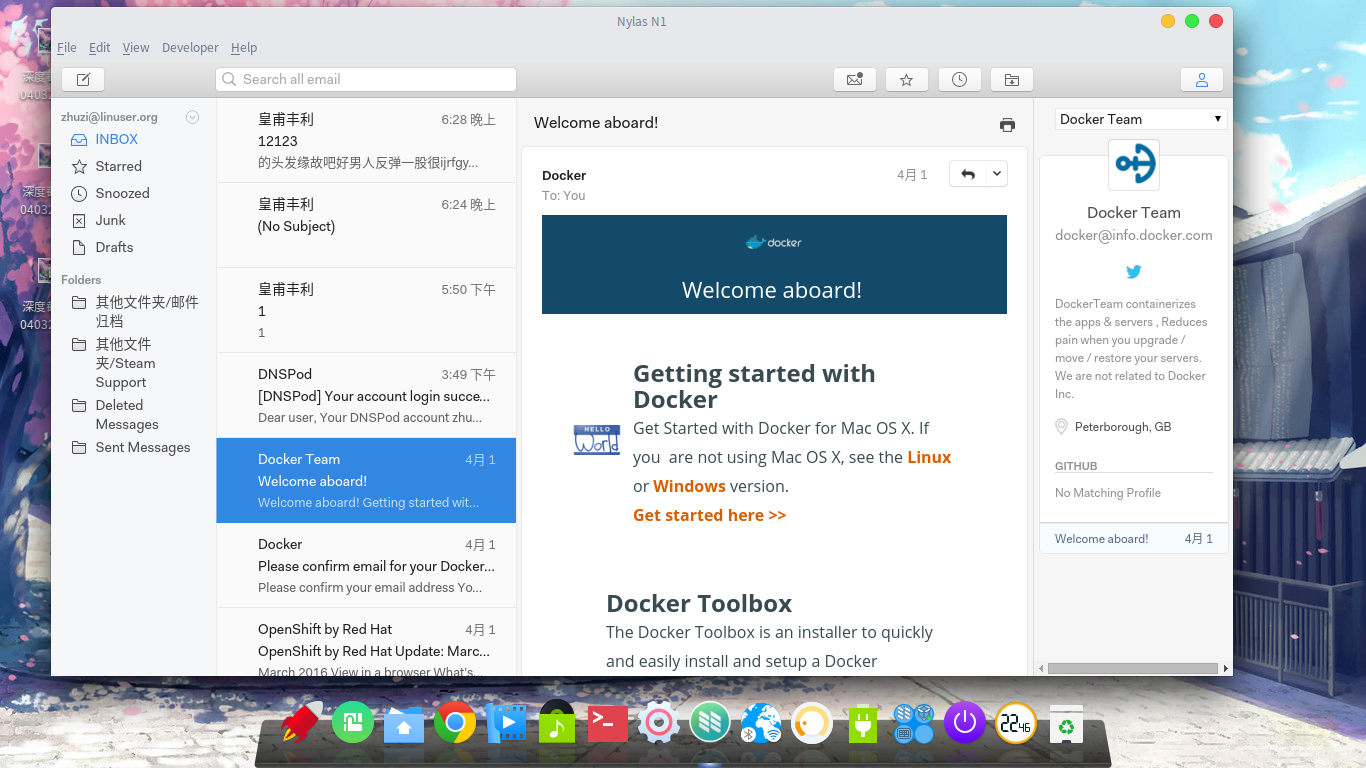 Nylas N1
File Edit View Developer Help
Search all email
zhuzi@linuser.org
INBOX
Starred
Snoozed
Junk
Drafts
Folders
其他文件夹/邮件
归档
其他文件
夹/Steam
Support
Deleted
Messages
Sent Messages
皇甫丰利 6:28 晚上
12123
的头发缘故吧好男人反弹一股很ijrfgy...
皇甫丰利 6:24 晚上
(No Subject)
皇甫丰利 5:50 下午
1
1
DNSPod 3:49 下午
[DNSPod] Your account login succe...
Dear user, Your DNSPod account zhu...
Docker Team 4月 1
Welcome aboard!
Welcome aboard! Getting started wit...
Docker 4月 1
Please confirm email for your Docker...
Please confirm your email address Yo...
OpenShift by Red Hat 4月 1
OpenShift by Red Hat Update: Marc...
March 2016 View in a browser What's...
Welcome aboard!
Docker 4月 1
To: You
docker
Welcome aboard!
Getting started with
Docker
HELLO
World
Get Started with Docker for Mac OS X. If
you are not using Mac OS X, see the Linux
or Windows version.
Get started here >>
Docker Toolbox
The Docker Toolbox is an installer to quickly
and easily install and setup a Docker
Docker Team
Docker Team
docker@info.docker.com
DockerTeam containerizes
the apps & servers , Reduces
pain when you upgrade /
move / restore your servers.
We are not related to Docker
Inc.
Peterborough, GB
GITHUB
No Matching Profile
Welcome aboard! 4月 1
22 46